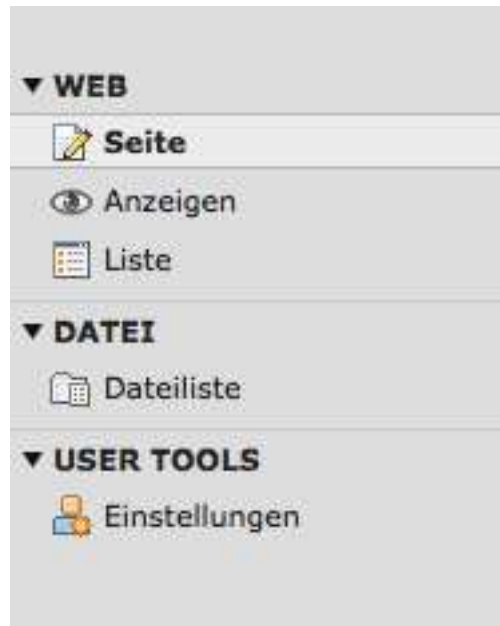 WEB
Seite
Anzeigen
Liste
DATEI
Dateiliste
USER TOOLS
Einstellungen